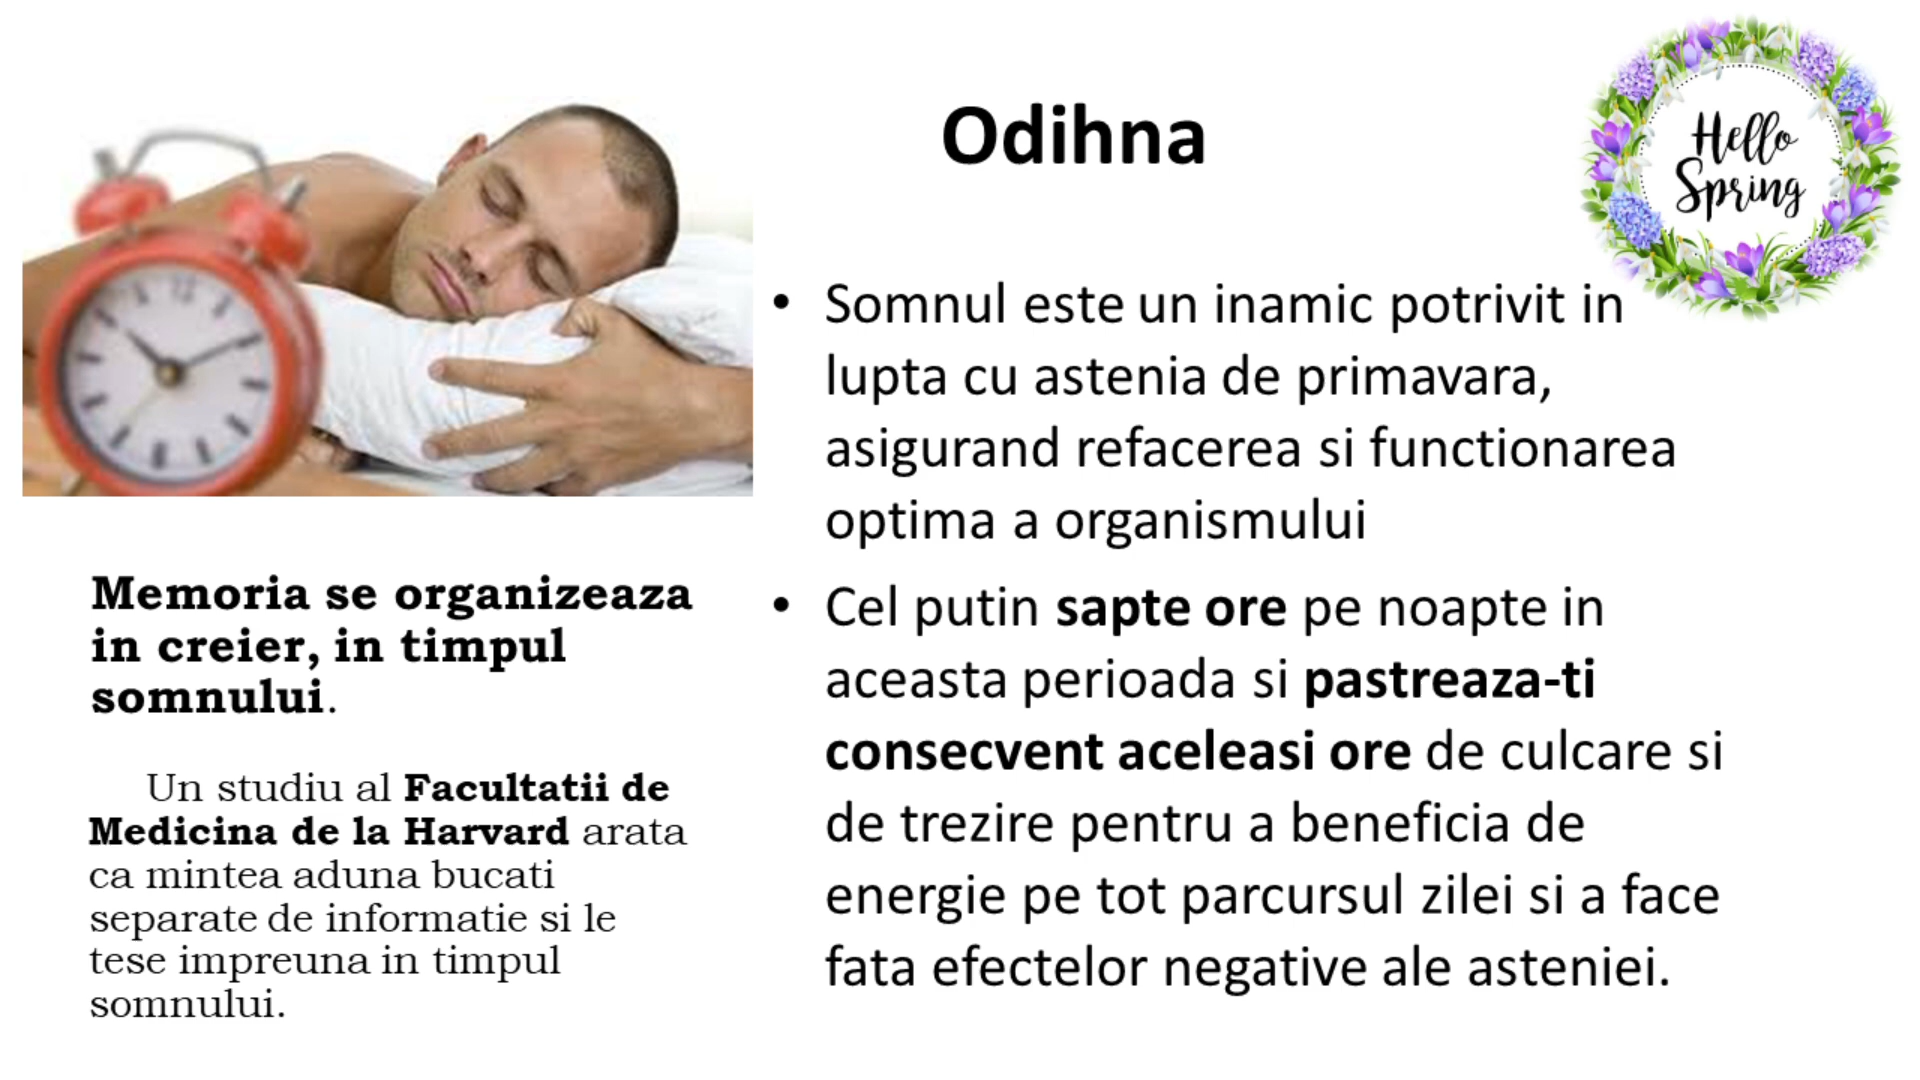 Odihna
Hello
Spring
• Somnul este un inamic potrivit in
lupta cu astenia de primavara,
asigurand refacerea si functionarea
optima a organismului
• Cel putin sapte ore pe noapte in
aceasta perioada si pastreaza-ti
consecvent aceleasi ore de culcare si
de trezire pentru a beneficia de
energie pe tot parcursul zilei si a face
fata efectelor negative ale asteniei.
Memoria se organizeaza
in creier, in timpul
somnului.
Un studiu al Facultatii de
Medicina de la Harvard arata
ca mintea aduna bucati
separate de informatie si le
tese impreuna in timpul
somnului.